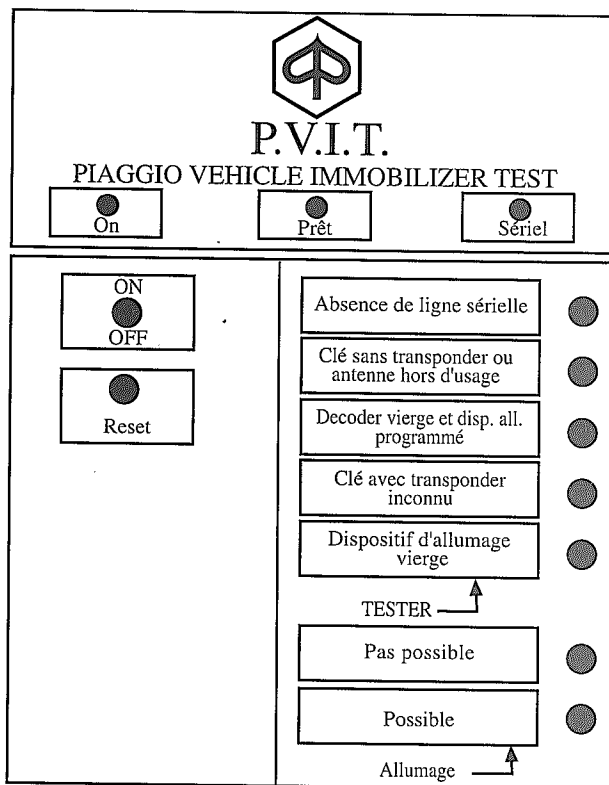 P.V.I.T.
PIAGGIO VEHICLE IMMOBILIZER TEST
On
Prêt
Sériel
ON
OFF
Reset
Absence de ligne sérielle
Clé sans transponder ou
antenne hors d'usage
Decoder vierge et disp. all.
programmé
Clé avec transponder
inconnu
Dispositif d'allumage
vierge
TESTER
Pas possible
Possible
Allumage